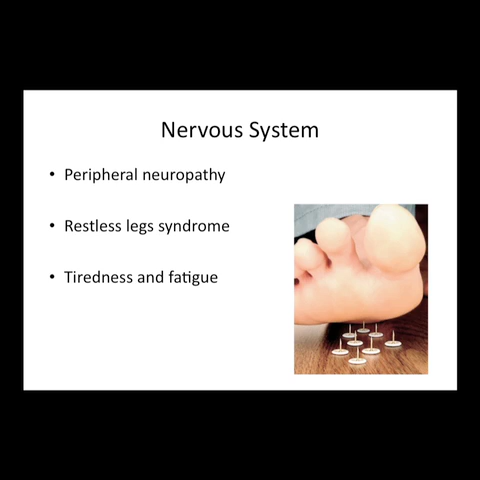 Nervous System
• Peripheral neuropathy
• Restless legs syndrome
• Tiredness and fatigue